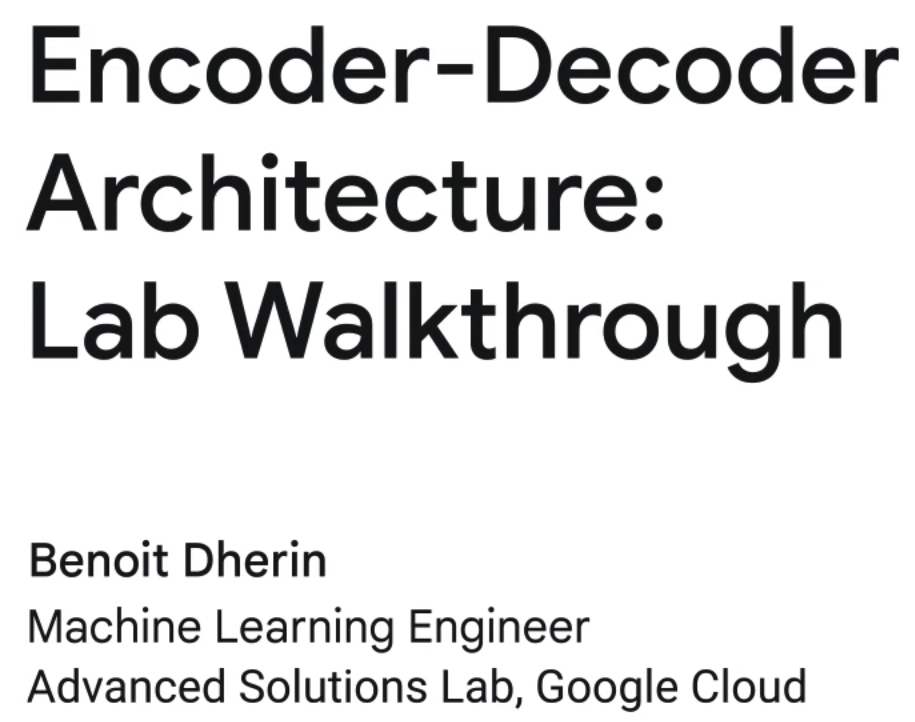 Encoder-Decoder
Architecture:
Lab Walkthrough
Benoit Dherin
Machine Learning Engineer
Advanced Solutions Lab, Google Cloud